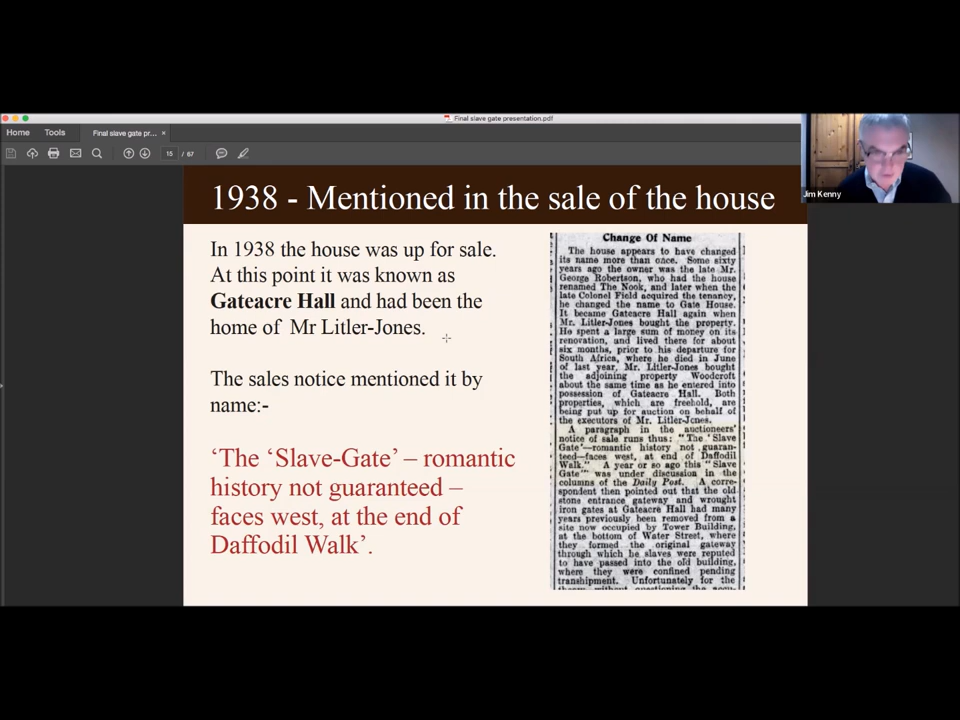 Final slave gate presentation.pdf
Home
Tools
Final slave gate pr...
×
15 / 67
Jim Kenny
1938 - Mentioned in the sale of the house
In 1938 the house was up for sale.
At this point it was known as
Gateacre Hall and had been the
home of Mr Litler-Jones.
The sales notice mentioned it by
name:-
‘The ‘Slave-Gate’ – romantic
history not guaranteed –
faces west, at the end of
Daffodil Walk’.
Change Of Name
The house appears to have changed
its name more than once. Some sixty
years ago the owner was the late Mr.
George Robertson, who had the house
renamed The Nook, and later when the
late Colonel Field acquired the tenancy,
he changed the name to Gate House.
It became Gateacre Hall again when
Mr. Litler-Jones bought the property.
He spent a large sum of money on its
renovation, and lived there for about
six months, prior to his departure for
South Africa, where he died in June
of last year, Mr. Litler-Jones bought
the adjoining property Woodcroft
about the same time as he entered into
possession of Gateacre Hall. Both
properties, which are freehold, are
being put up for auction on behalf of
the executors of Mr. Litler-Jones.
A paragraph in the auctioneers'
notice of sale runs thus: "The 'Slave
Gate'—romantic history not guaran-
teed—faces west, at end of Daffodil
Walk." A year or so ago this "Slave
Gate" was under discussion in the
columns of the Daily Post. A corre-
spondent then pointed out that the old
stone entrance gateway and wrought
iron gates at Gateacre Hall had many
years previously been removed from a
site now occupied by Tower Building,
at the bottom of Water Street, where
they formed the original gateway
through which he slaves were reputed
to have passed into the old building,
where they were confined pending
transhipment. Unfortunately for the